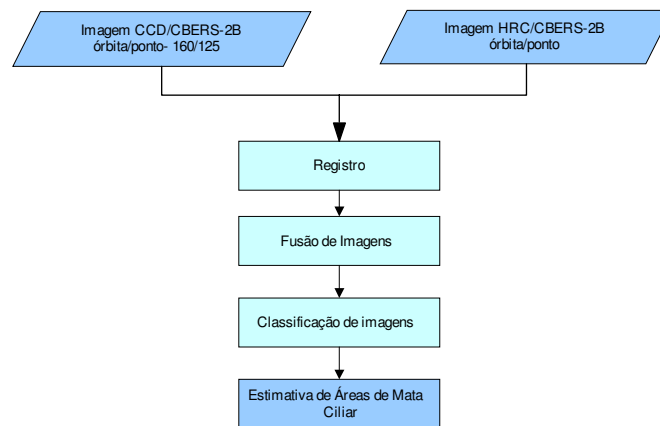 Imagem CCD/CBERS-2B
órbita/ponto- 160/125
Imagem HRC/CBERS-2B
órbita/ponto
Registro
Fusão de Imagens
Classificação de imagens
Estimativa de Áreas de Mata
Ciliar